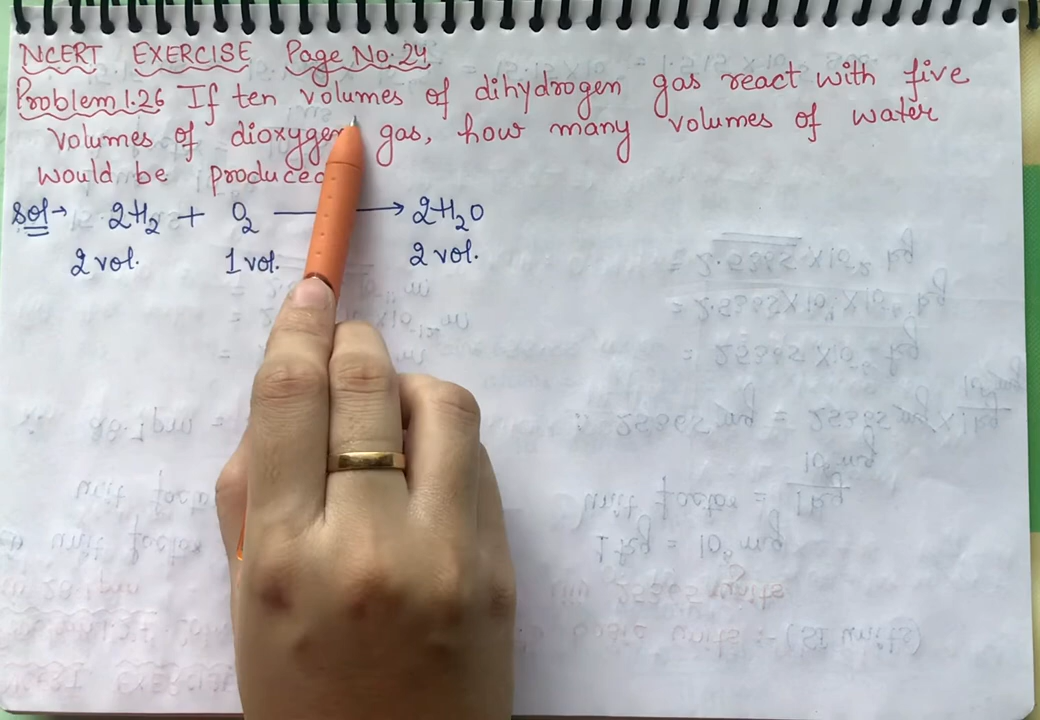 NCERT EXERCISE Page No. 24
Problem 1.26 If ten volumes of dihydrogen gas react with five
volumes of dioxygen gas, how many volumes of water
would be produced
Sol→ 2H₂ + O₂ → 2H₂O
2 vol. 1 vol. 2 vol.